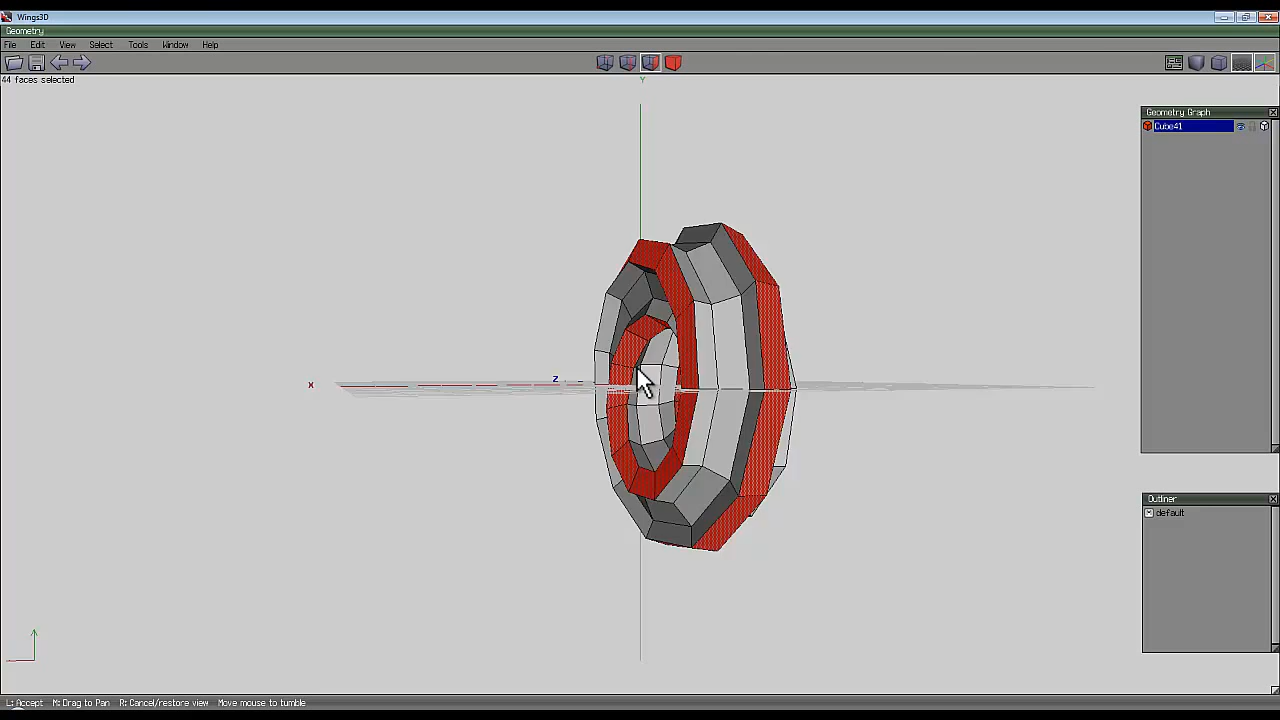 Wings3D
Geometry
File Edit View Select Tools Window Help
44 faces selected
Y
Geometry Graph
Cube41
X
Z
Outliner
default
L:Accept M:Drag to Pan R:Cancel/restore view Move mouse to tumble